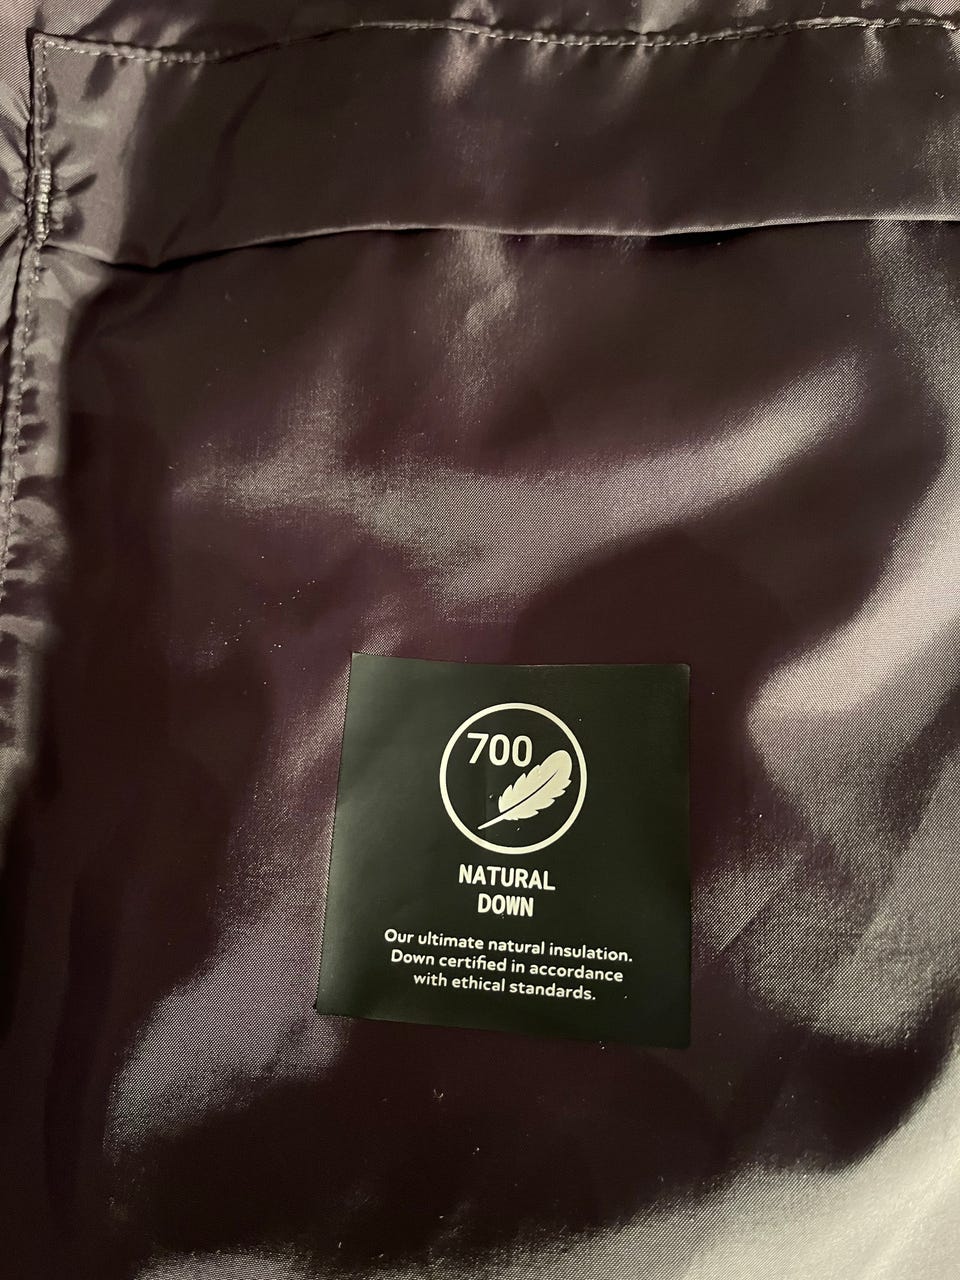 700
NATURAL
DOWN
Our ultimate natural insulation.
Down certified in accordance
with ethical standards.